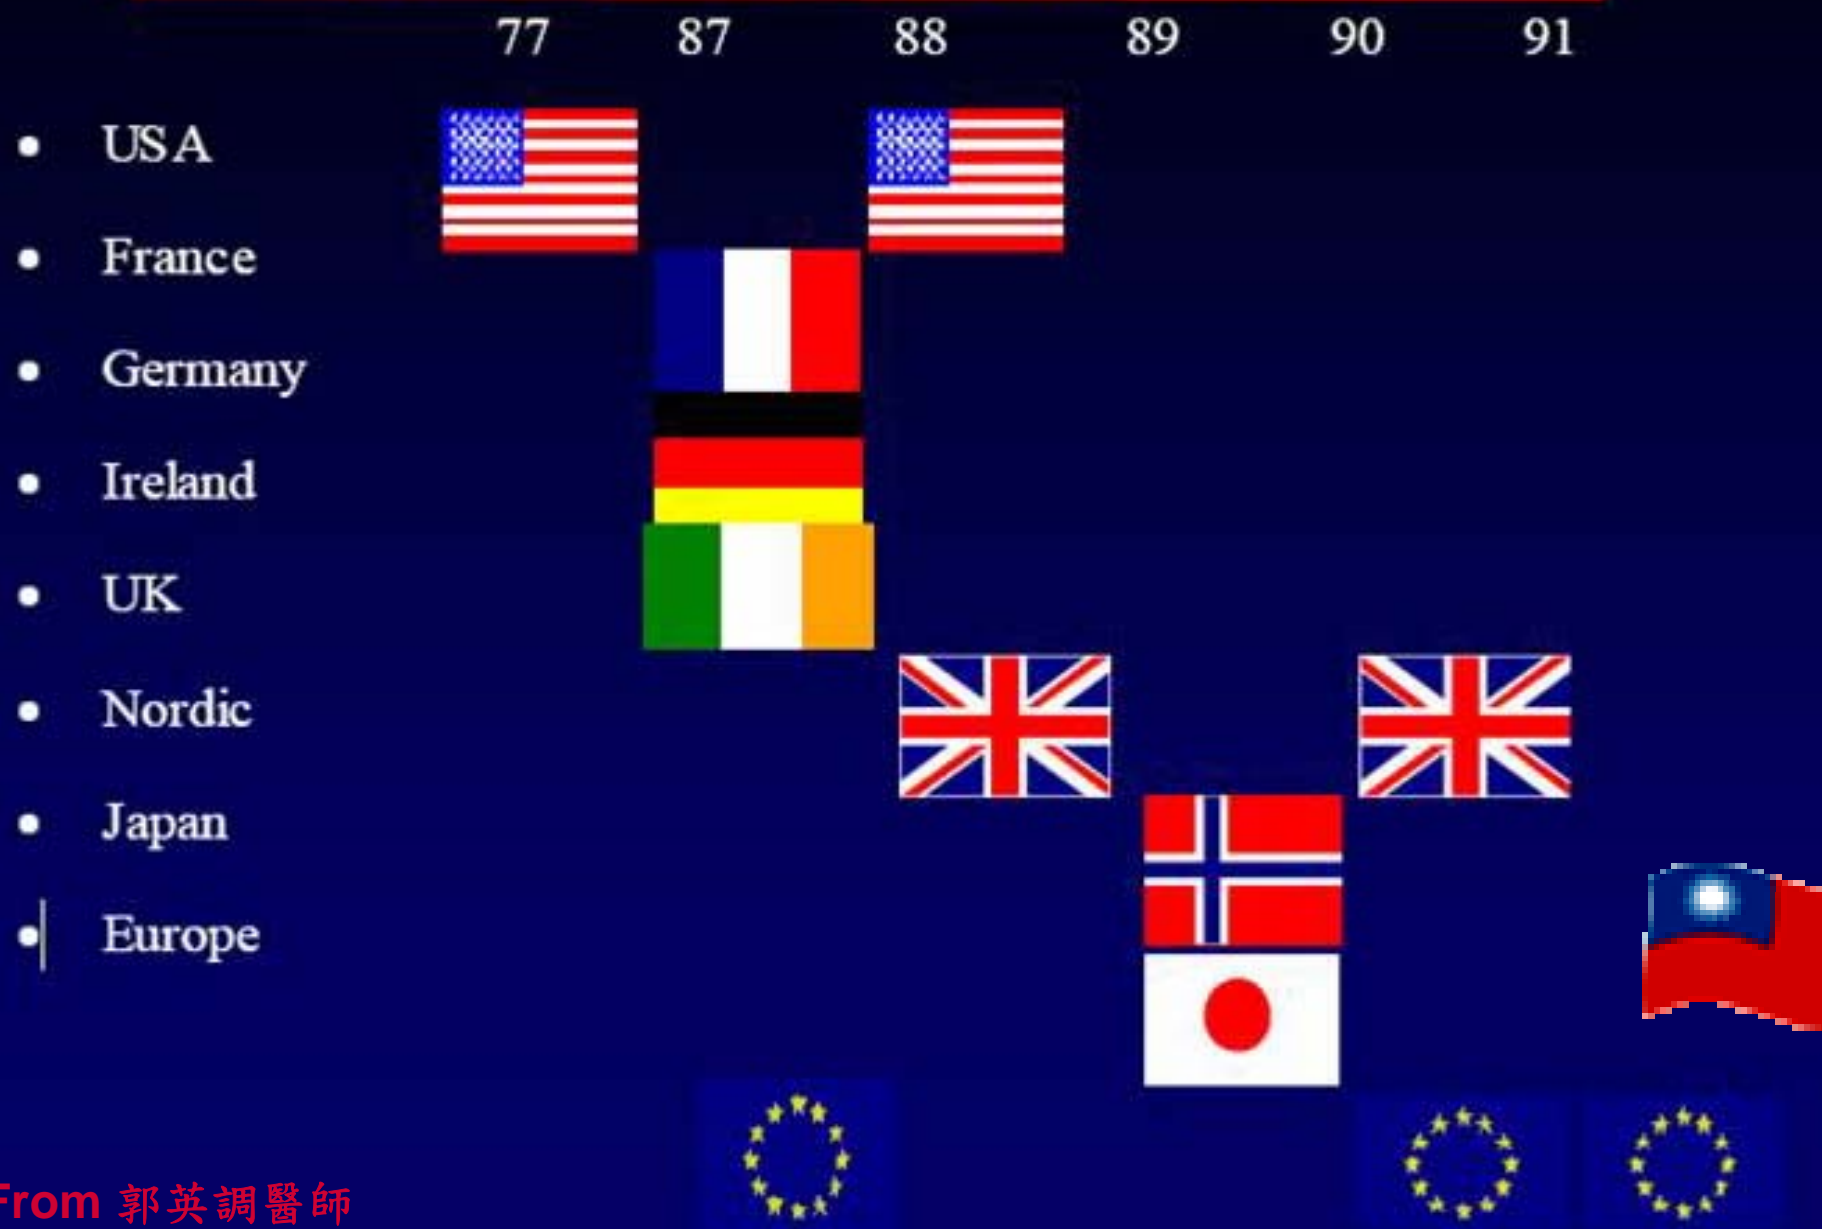 77 87 88 89 90 91
• USA
• France
• Germany
• Ireland
• UK
• Nordic
• Japan
• Europe
From 郭英調醫師